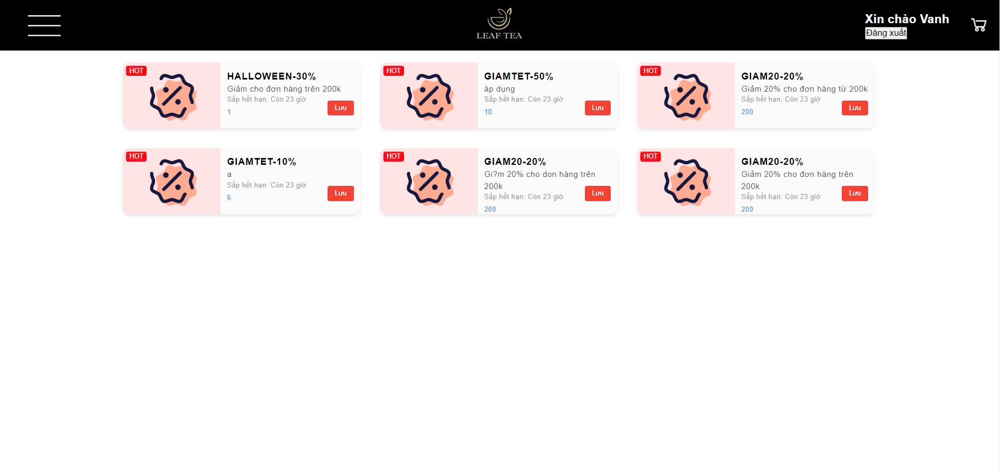 LEAF TEA
Xin chào Vanh
Đăng xuất
HOT
HALLOWEEN-30%
Giảm cho đơn hàng trên 200k
Sắp hết hạn: Còn 23 giờ
1
Lưu
HOT
GIAMTET-50%
áp dụng
Sắp hết hạn: Còn 23 giờ
10
Lưu
HOT
GIAM20-20%
Giảm 20% cho đơn hàng từ 200k
Sắp hết hạn: Còn 23 giờ
200
Lưu
HOT
GIAMTET-10%
a
Sắp hết hạn: Còn 23 giờ
6
Lưu
HOT
GIAM20-20%
Gi?m 20% cho don hàng trên
200k
Sắp hết hạn: Còn 23 giờ
200
Lưu
HOT
GIAM20-20%
Giảm 20% cho đơn hàng trên
200k
Sắp hết hạn: Còn 23 giờ
200
Lưu